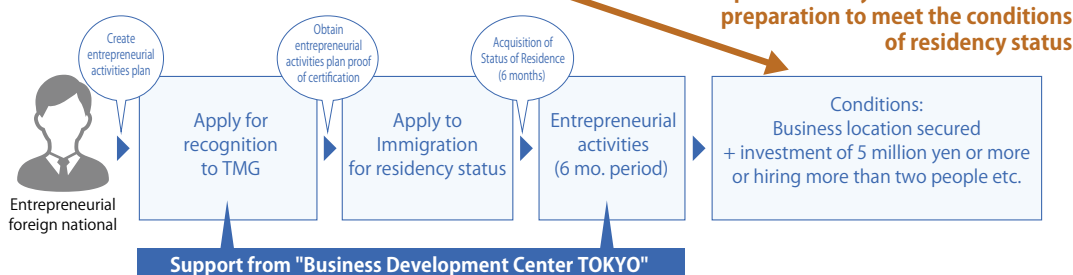 preparation to meet the conditions
of residency status
Create
entrepreneurial
activities plan
Obtain
entrepreneurial
activities plan proof
of certification
Acquisition of
Status of Residence
(6 months)
Entrepreneurial
foreign national
Apply for
recognition
to TMG
Apply to
Immigration
for residency status
Entrepreneurial
activities
(6 mo. period)
Conditions:
Business location secured
+ investment of 5 million yen or more
or hiring more than two people etc.
Support from "Business Development Center TOKYO"